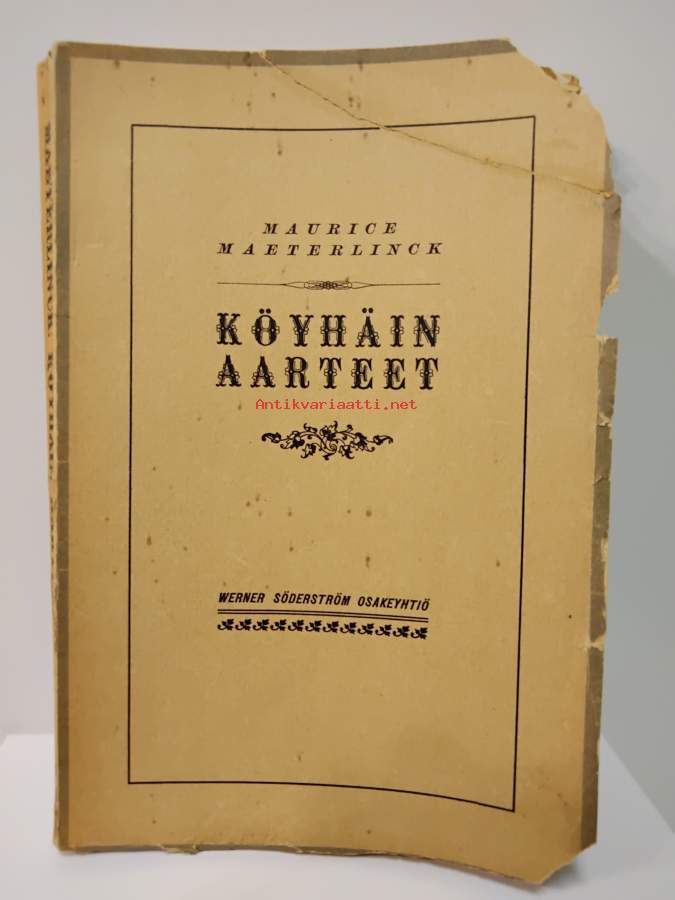 MAURICE
MAETERLINCK
KÖYHÄIN
AARTEET
Antikvariaatti.net
WERNER SÖDERSTRÖM OSAKEYHTIÖ